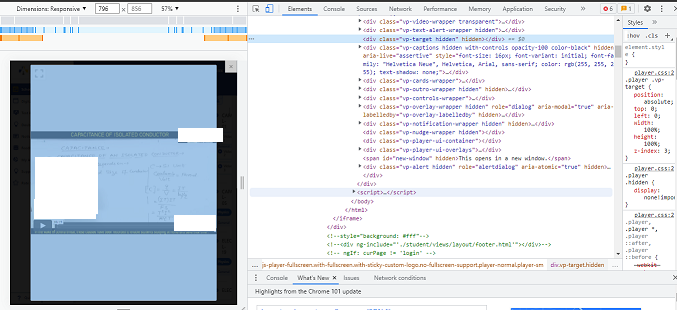 Dimensions: Responsive ▼ 796 × 856 57% ▼
Elements Console Sources Network Performance Memory Application Security » 6 1
CAPACITANCE OF ISOLATED CONDUCTOR
<div class="vp-video-wrapper transparent">…</div>
<div class="vp-text-alert-wrapper hidden">…</div>
<div class="vp-target hidden" hidden></div> == $0
<div class="vp-captions hidden with-controls opacity-100 color-black" hidden
aria-live="assertive" style="font-size: 16px; font-variant: initial; font-fa
mily: "Helvetica Neue", Helvetica, Arial, sans-serif; color: rgb(255, 255, 2
55); text-shadow: none;">…</div>
<div class="vp-cards-wrapper">…</div>
<div class="vp-outro-wrapper hidden" hidden>…</div>
<div class="vp-controls-wrapper">…</div>
<div class="vp-overlay-wrapper hidden" role="dialog" aria-modal="true" aria-
labelledby="vp-overlay-labelledby" hidden>…</div>
<div class="vp-notification-wrapper hidden" hidden>…</div>
<div class="vp-nudge-wrapper hidden"></div>
<div class="vp-player-ui-container"></div>
<div class="vp-player-ui-overlays">…</div>
<span id="new-window" hidden>This opens in a new window.</span>
<div class="vp-alert hidden" role="alertdialog" aria-atomic="true" hidden>…
</div>
</div>
<script>…</script>
</body>
</html>
</iframe>
</div>
<!--style="background: #fff"-->
<!--<div ng-include="'./student/views/layout/footer.html'"></div>-->
<!-- ngIf: curPage != 'login' -->
… js-player-fullscreen.with-fullscreen.with-sticky-custom-logo.no-fullscreen-support.player-normal.player-sm div.vp-target.hidden
Styles »
:hov .cls +
element.styl
e {
}
player.css:2
.player .vp-
target {
position:
absolute;
top: 0;
left: 0;
width:
100%;
height:
100%;
z-index: 3;
}
player.css:2
.player
.hidden {
display:
none!impor
}
.player,
.player *,
.player
::after,
.player
::before {
-webkit-
Console What's New × Issues Network conditions
Highlights from the Chrome 101 update